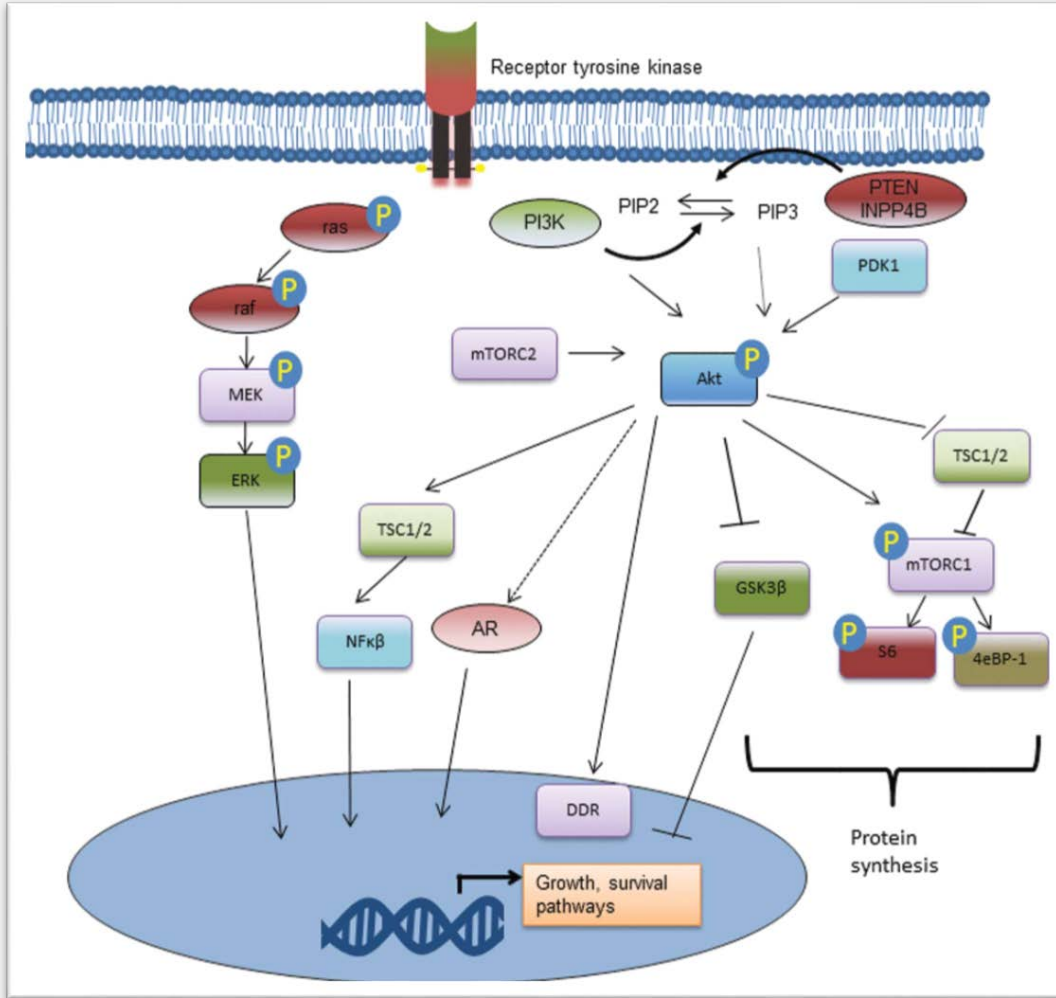 Receptor tyrosine kinase
ras
P
PI3K
PIP2
PIP3
PTEN
INPP4B
raf
P
PDK1
mTORC2
Akt
P
MEK
P
ERK
P
TSC1/2
TSC1/2
NFκβ
AR
GSK3β
P
mTORC1
P
S6
P
4eBP-1
DDR
Protein
synthesis
Growth, survival
pathways